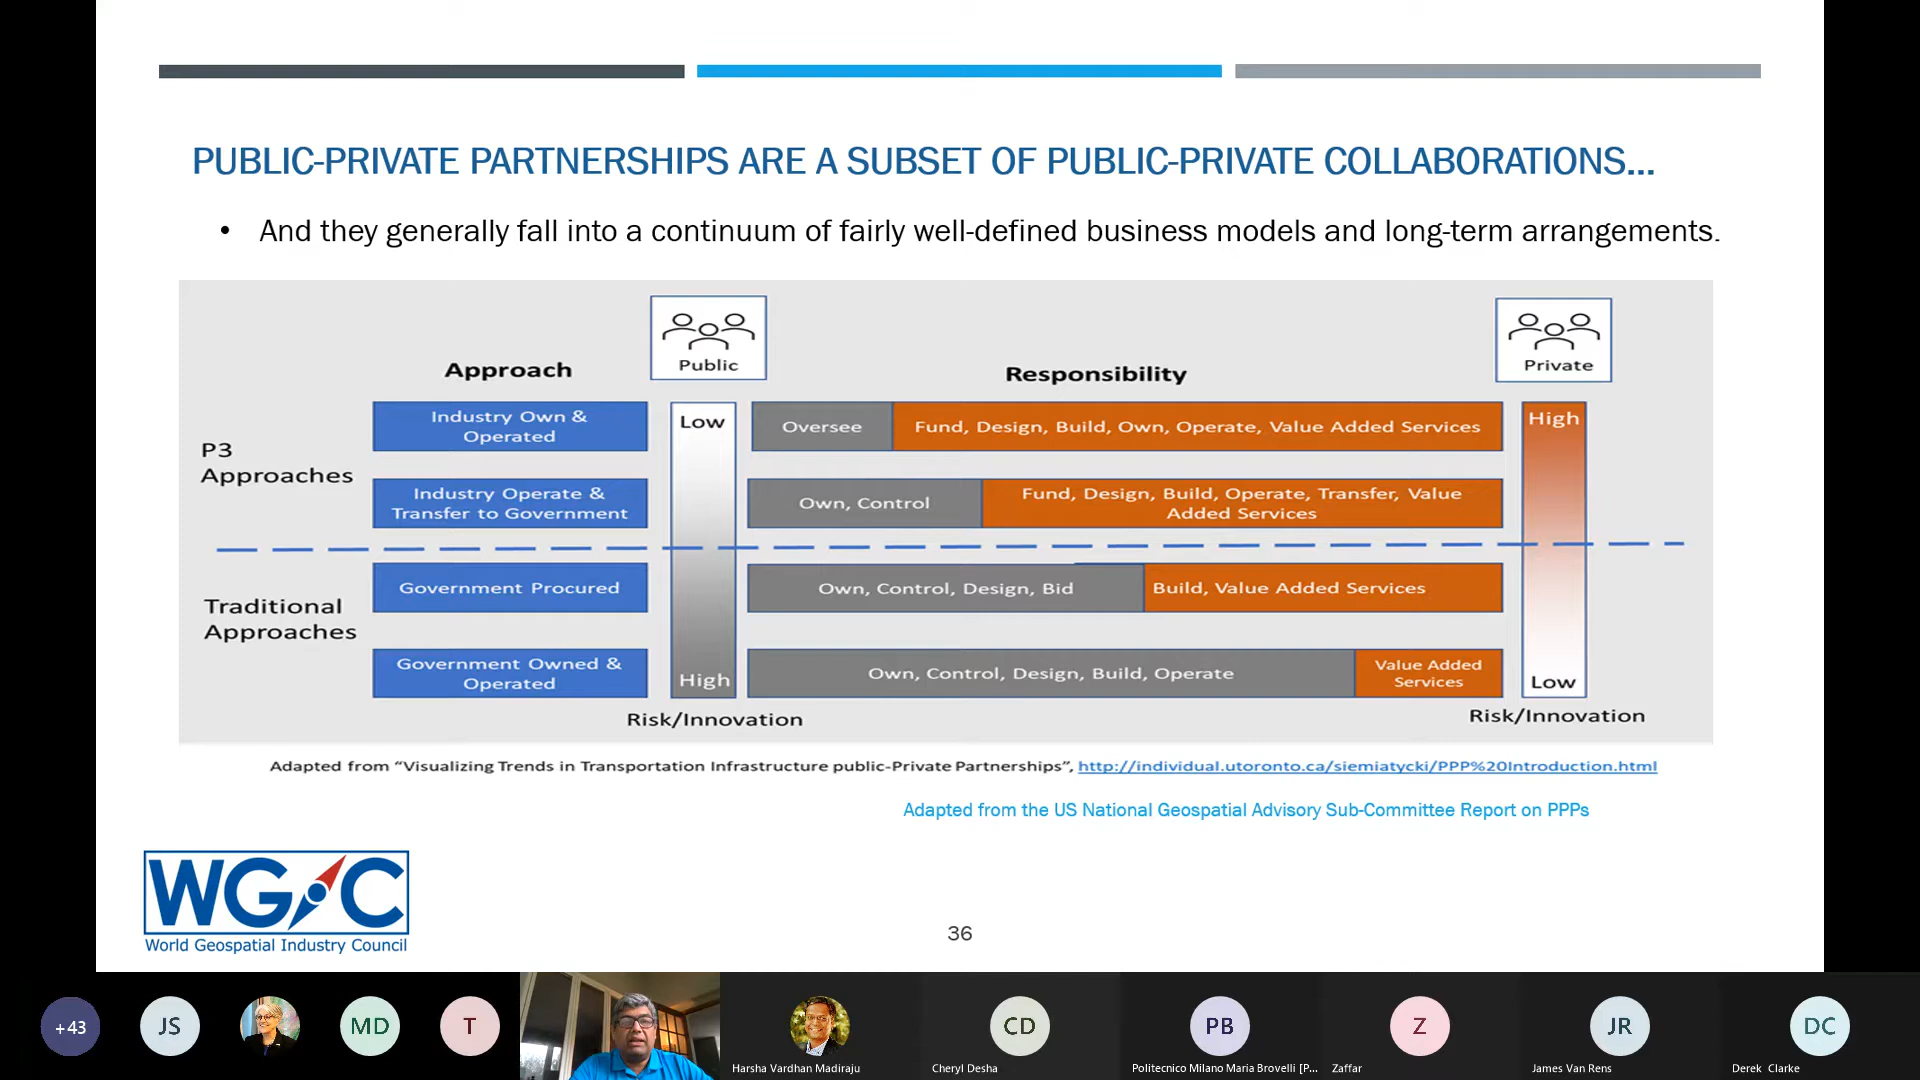 PUBLIC-PRIVATE PARTNERSHIPS ARE A SUBSET OF PUBLIC-PRIVATE COLLABORATIONS...
• And they generally fall into a continuum of fairly well-defined business models and long-term arrangements.
Public
Private
Approach
Responsibility
P3
Approaches
Industry Own &
Operated
Low
Oversee
Fund, Design, Build, Own, Operate, Value Added Services
High
Industry Operate &
Transfer to Government
Own, Control
Fund, Design, Build, Operate, Transfer, Value
Added Services
Traditional
Approaches
Government Procured
Own, Control, Design, Bid
Build, Value Added Services
Government Owned &
Operated
High
Own, Control, Design, Build, Operate
Value Added
Services
Low
Risk/Innovation
Risk/Innovation
Adapted from “Visualizing Trends in Transportation Infrastructure public-Private Partnerships”, http://individual.utoronto.ca/siemiatycki/PPP%20Introduction.html
Adapted from the US National Geospatial Advisory Sub-Committee Report on PPPs
WGIC
World Geospatial Industry Council
36
+43
JS
MD
T
CD
PB
Z
JR
DC
Harsha Vardhan Madiraju
Cheryl Desha
Politecnico Milano Maria Brovelli [P...
Zaffar
James Van Rens
Derek Clarke